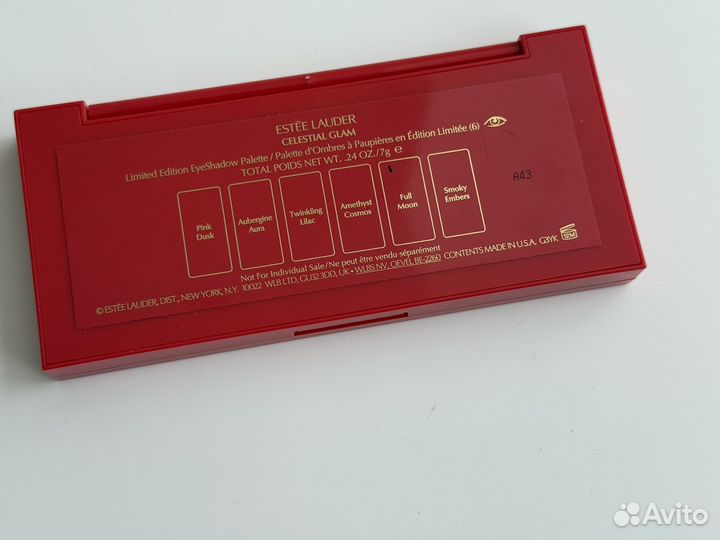 ESTĒE LAUDER
CELESTIAL GLAM
Limited Edition EyeShadow Palette / Palette d'Ombres à Paupières en Édition Limitée (6)
TOTAL POIDS NET WT. .24 OZ./7g ℮
Pink Dusk
Aubergine Aura
Twinkling Lilac
Amethyst Cosmos
Full Moon
Smoky Embers
A43
Not For Individual Sale/Ne peut être vendu séparément
© ESTĒE LAUDER, DIST., NEW YORK, N.Y. 10022 WLB LTD, GU32 3DD, UK • WLRS NV, OEVEL, BE-2260 CONTENTS MADE IN U.S.A. G3YK 12M
Avito